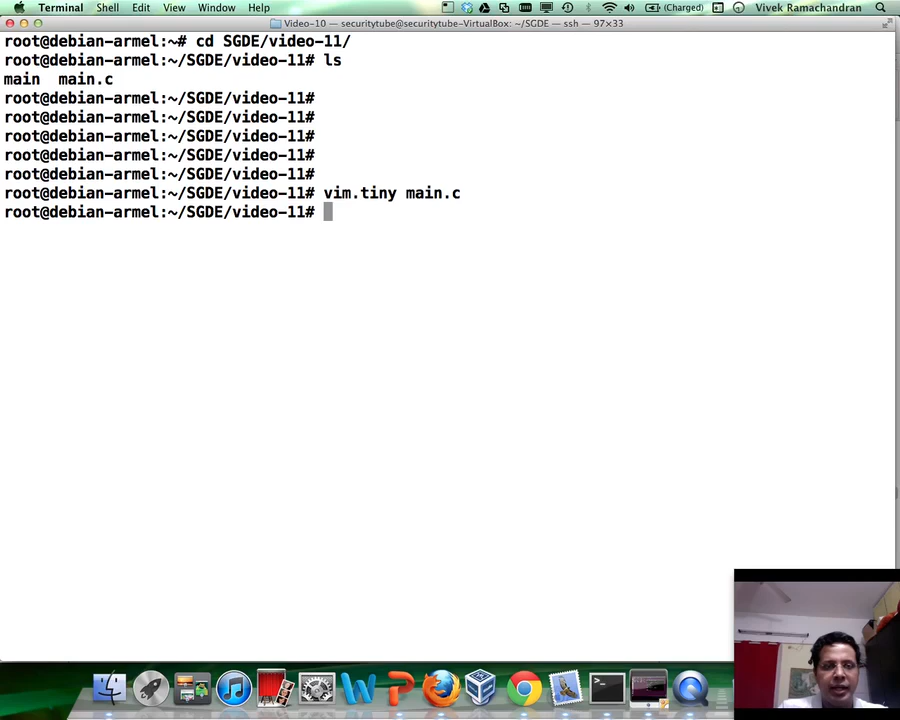 Terminal Shell Edit View Window Help (Charged) Vivek Ramachandran
Video-10 — securitytube@securitytube-VirtualBox: ~/SGDE — ssh — 97×33
root@debian-armel:~# cd SGDE/video-11/
root@debian-armel:~/SGDE/video-11# ls
main  main.c
root@debian-armel:~/SGDE/video-11#
root@debian-armel:~/SGDE/video-11#
root@debian-armel:~/SGDE/video-11#
root@debian-armel:~/SGDE/video-11#
root@debian-armel:~/SGDE/video-11#
root@debian-armel:~/SGDE/video-11# vim.tiny main.c
root@debian-armel:~/SGDE/video-11#